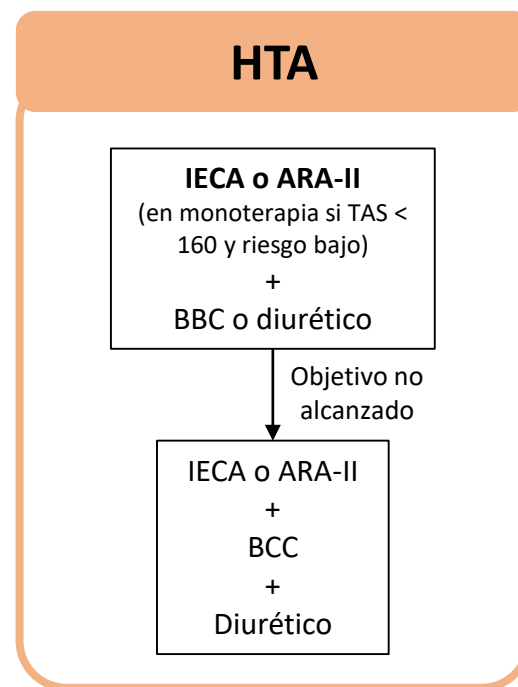 HTA
IECA o ARA-II
(en monoterapia si TAS <
160 y riesgo bajo)
+
BBC o diurético
Objetivo no
alcanzado
IECA o ARA-II
+
BCC
+
Diurético